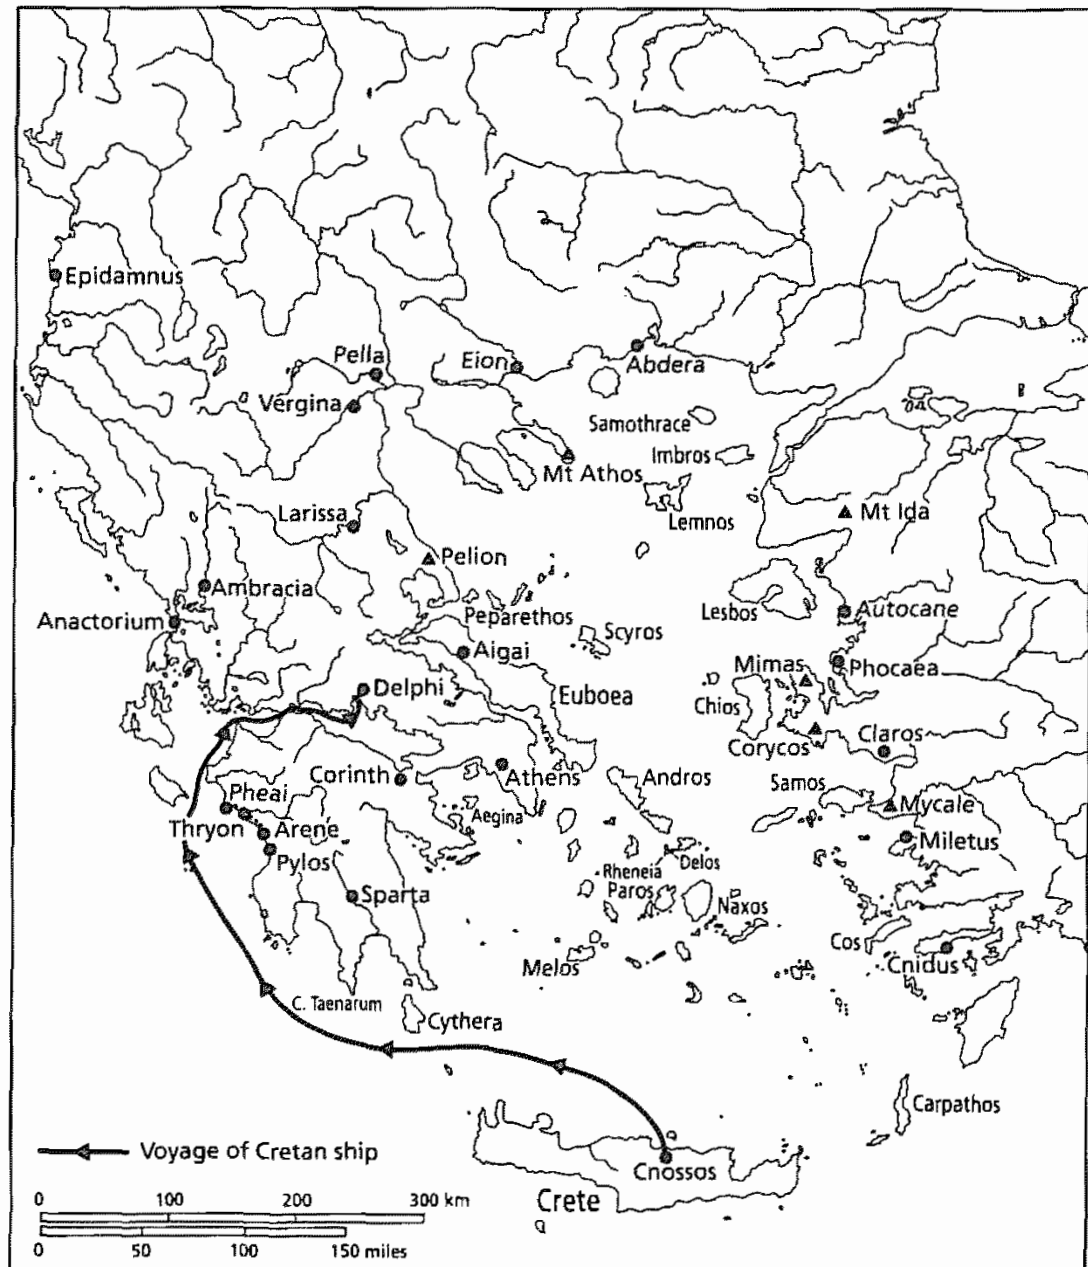 Epidamnus
Pella
Eion
Abdera
Vergina
Samothrace
Mt Athos
Imbros
Larissa
Lemnos
Mt Ida
Pelion
Ambracia
Peparethos
Lesbos
Autocane
Anactorium
Scyros
Aigai
Mimas
Phocaea
Delphi
Euboea
Chios
Corycos
Claros
Corinth
Athens
Andros
Samos
Pheai
Mycale
Thryon
Arene
Aegina
Miletus
Pylos
Delos
Rheneia
Paros
Sparta
Naxos
Cos
Melos
Cnidus
C. Taenarum
Cythera
Carpathos
Voyage of Cretan ship
Cnossos
0 100 200 300 km
Crete
0 50 100 150 miles